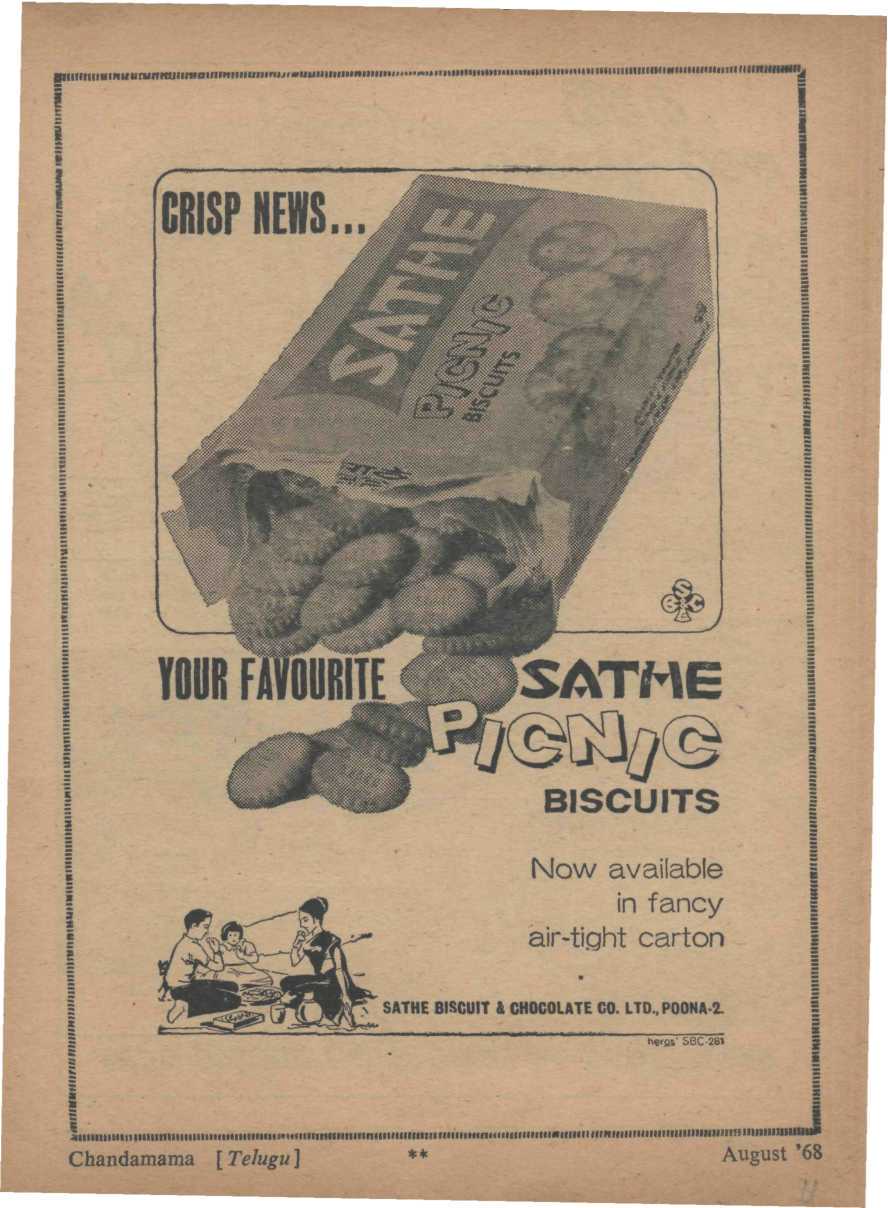 CRISP NEWS...
SATHE
PICNIC
BISCUITS
YOUR FAVOURITE
SATHE
PICNIC
BISCUITS
Now available
in fancy
air-tight carton
SATHE BISCUIT & CHOCOLATE CO. LTD., POONA-2.
heros' SBC-281
Chandamama [Telugu] ** August '68